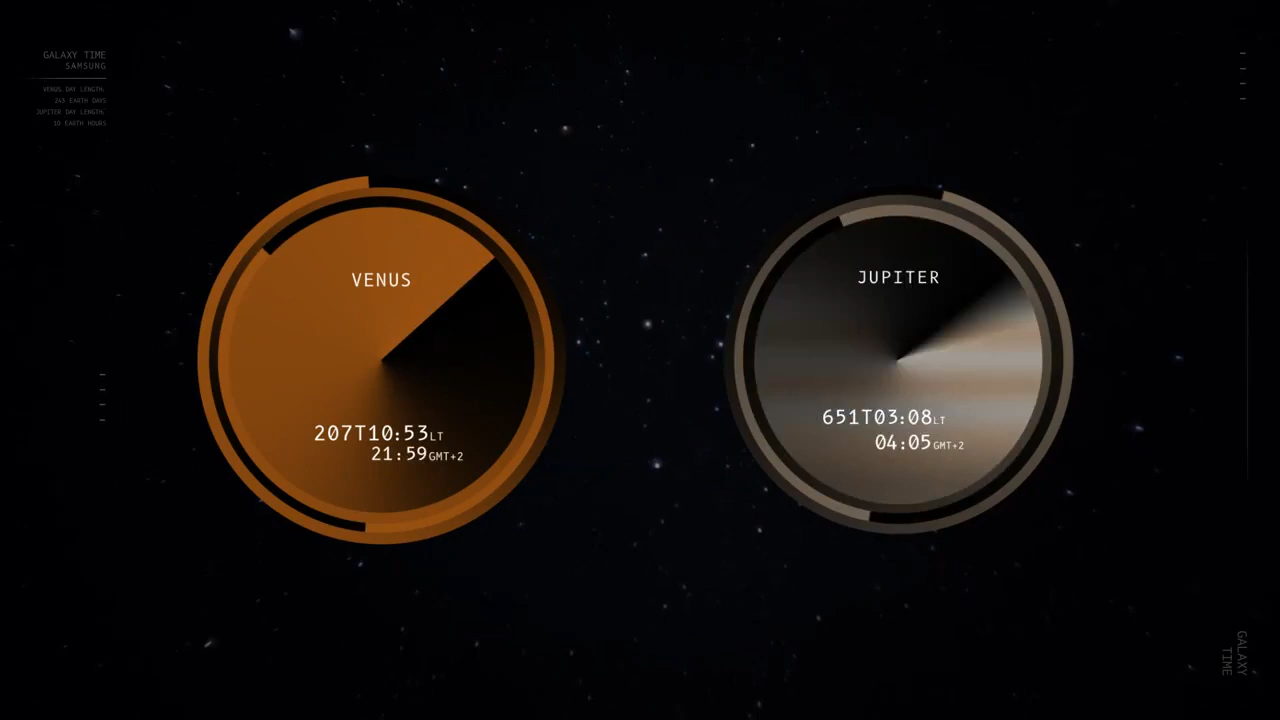 GALAXY TIME
SAMSUNG
VENUS DAY LENGTH:
243 EARTH DAYS
JUPITER DAY LENGTH:
10 EARTH HOURS
VENUS
207T10:53LT
21:59GMT+2
JUPITER
651T03:08LT
04:05GMT+2
GALAXY
TIME